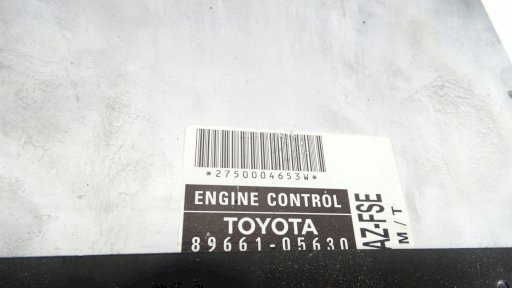 *2750004653W*
ENGINE CONTROL
TOYOTA
89661-05630
AZ-FSE
M/T